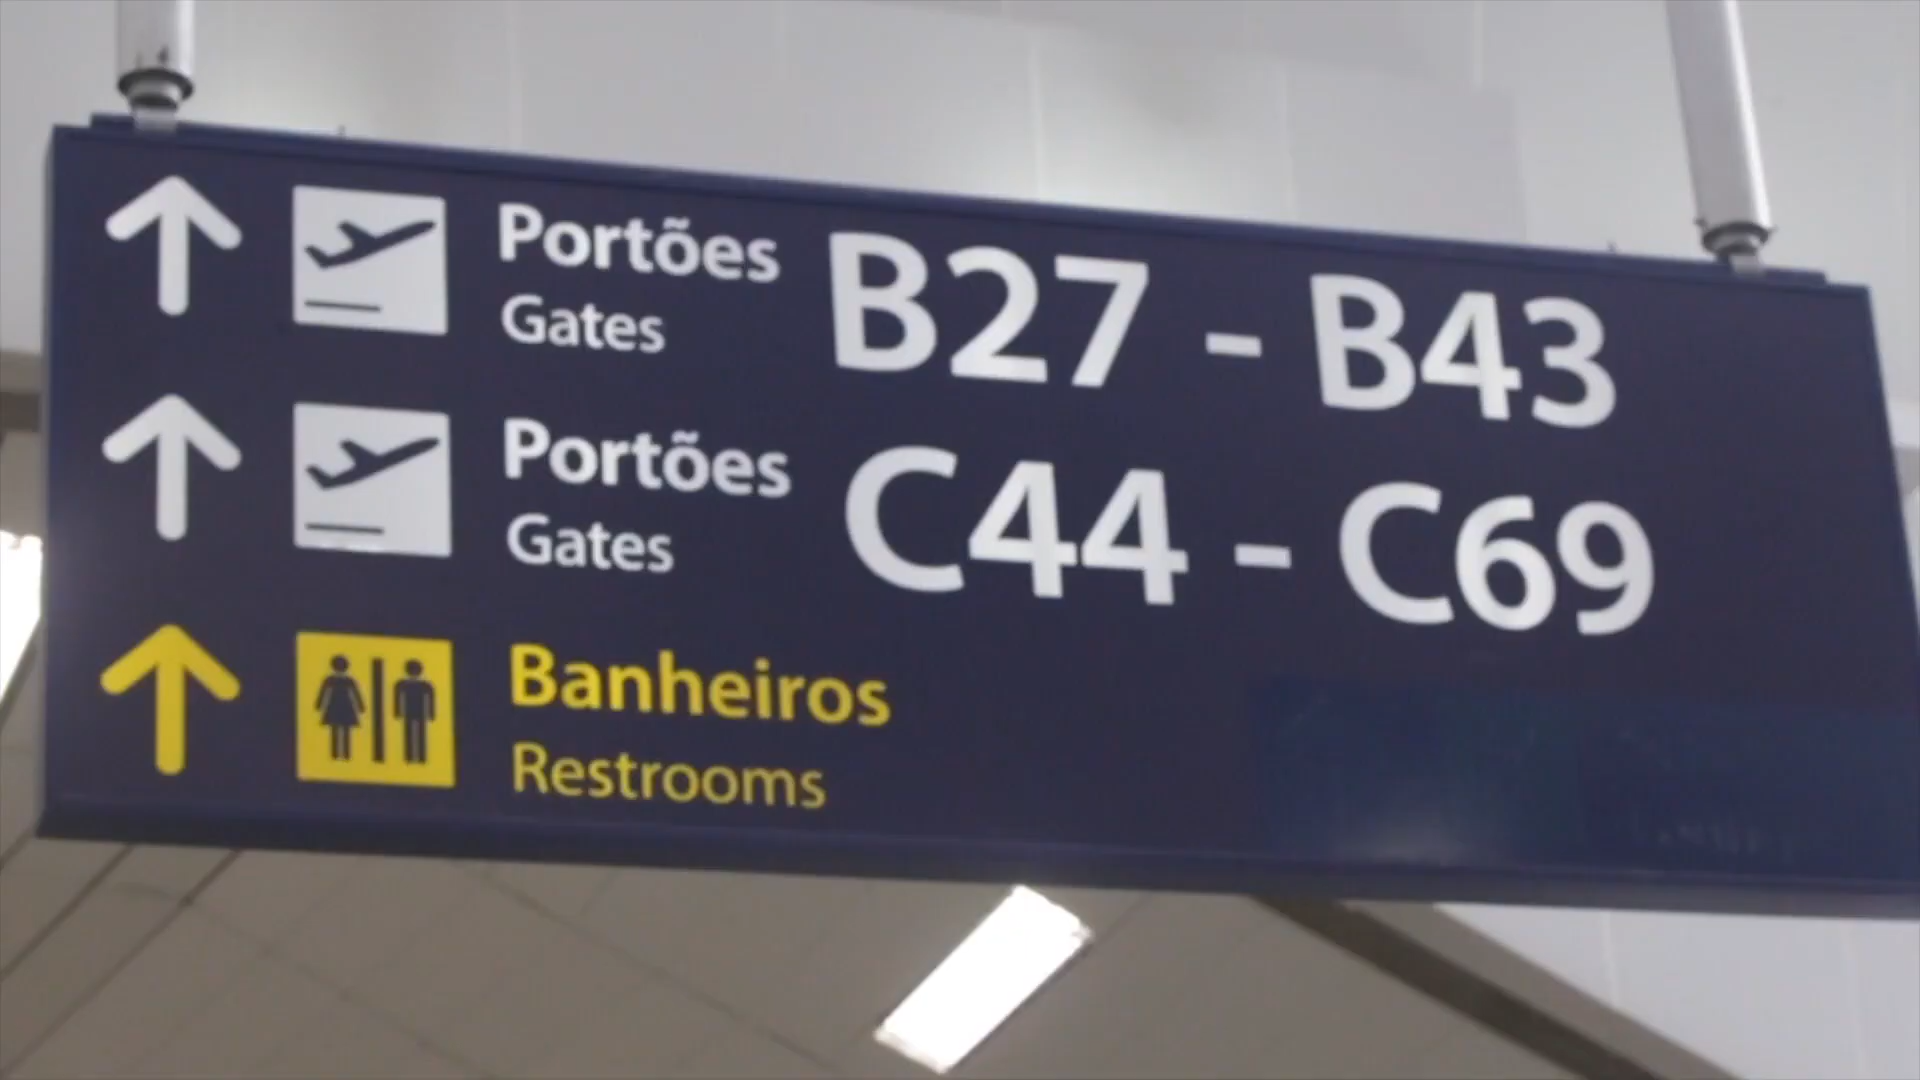 Portões B27 - B43
Gates
Portões C44 - C69
Gates
Banheiros
Restrooms